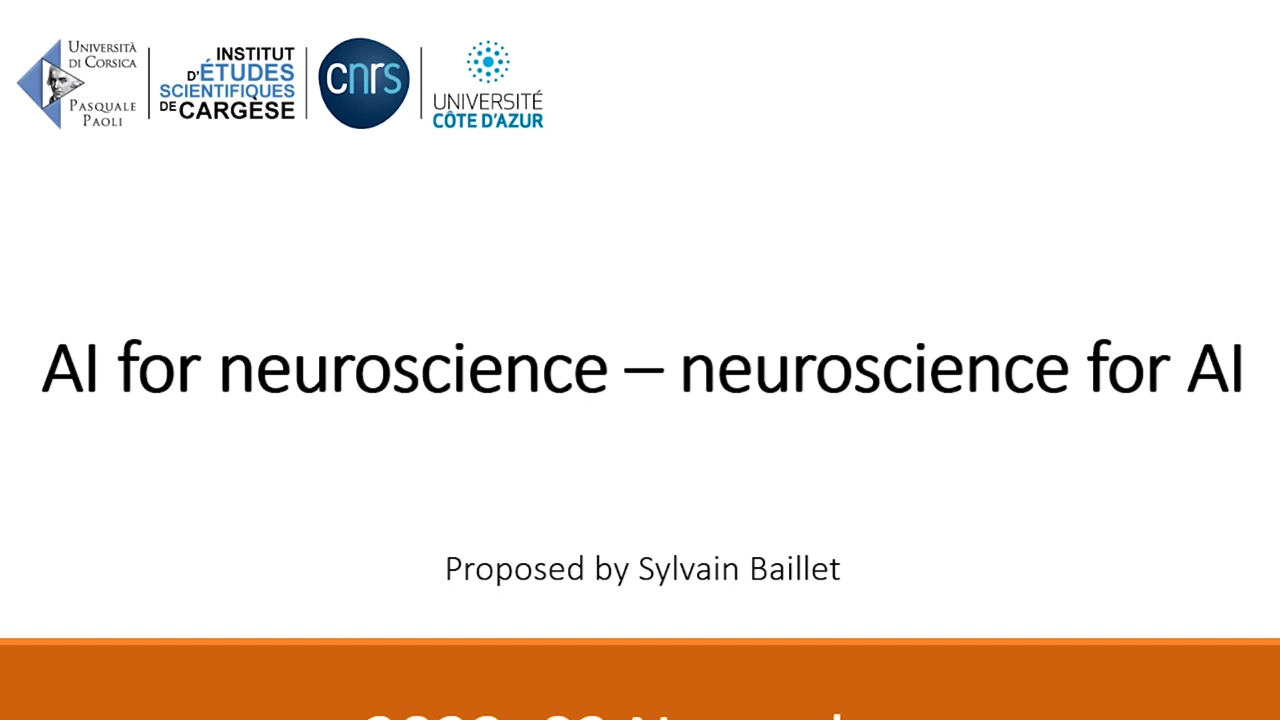 UNIVERSITÀ
DI CORSICA
PASQUALE
PAOLI
INSTITUT
D'ÉTUDES
SCIENTIFIQUES
DE CARGÈSE
cnrs
UNIVERSITÉ
CÔTE D'AZUR
AI for neuroscience – neuroscience for AI
Proposed by Sylvain Baillet